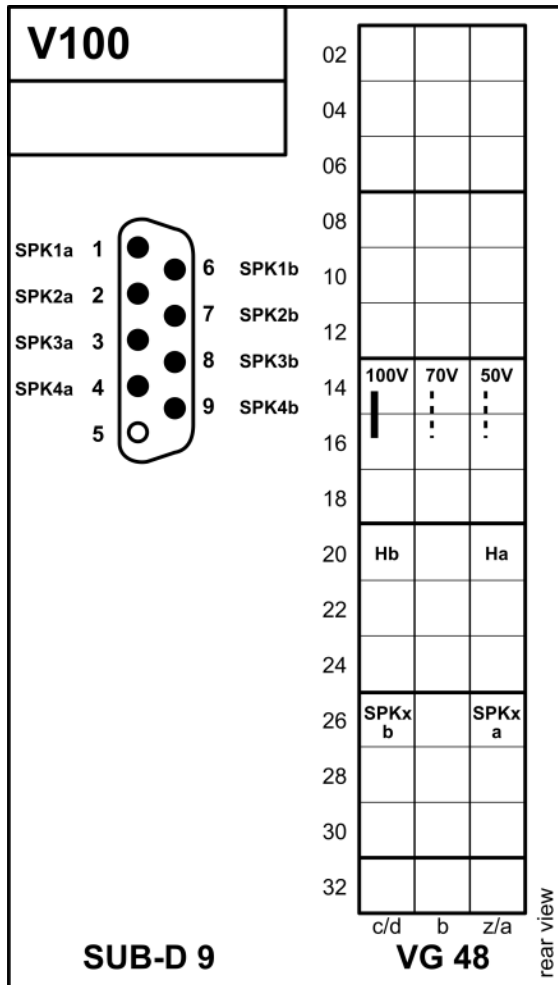 V100
SPK1a 1
6 SPK1b
SPK2a 2
7 SPK2b
SPK3a 3
8 SPK3b
SPK4a 4
9 SPK4b
5
SUB-D 9
02
04
06
08
10
12
14 100V 70V 50V
16
18
20 Hb Ha
22
24
26 SPKx b SPKx a
28
30
32
c/d b z/a
VG 48
rear view